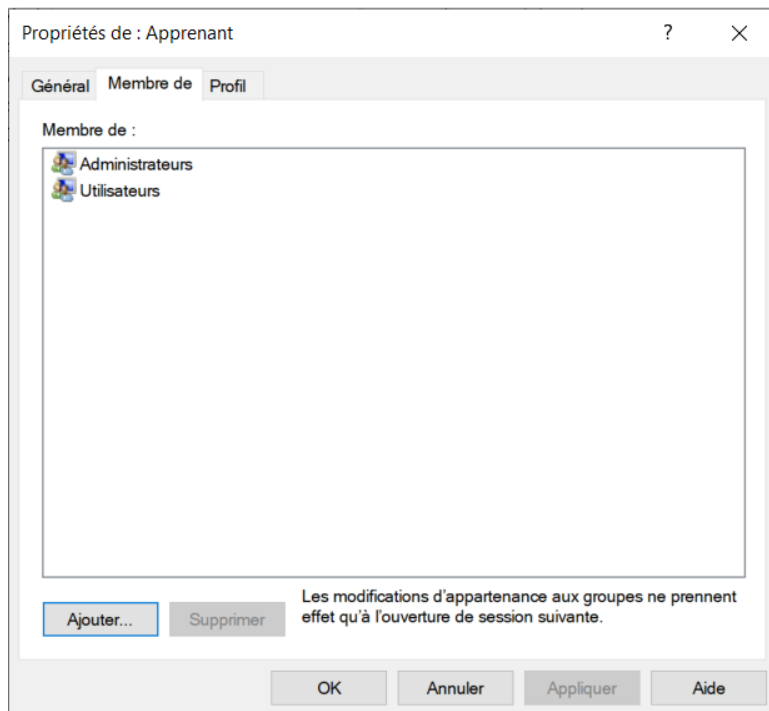 Propriétés de : Apprenant
?
Général
Membre de
Profil
Membre de :
Administrateurs
Utilisateurs
Ajouter...
Supprimer
Les modifications d'appartenance aux groupes ne prennent
effet qu'à l'ouverture de session suivante.
OK
Annuler
Appliquer
Aide